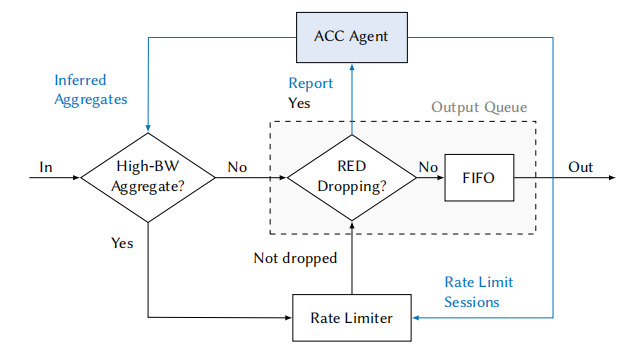 ACC Agent
Inferred
Aggregates
Report
Yes
Output Queue
In
High-BW
Aggregate?
No
RED
Dropping?
No
FIFO
Out
Yes
Not dropped
Rate Limit
Sessions
Rate Limiter